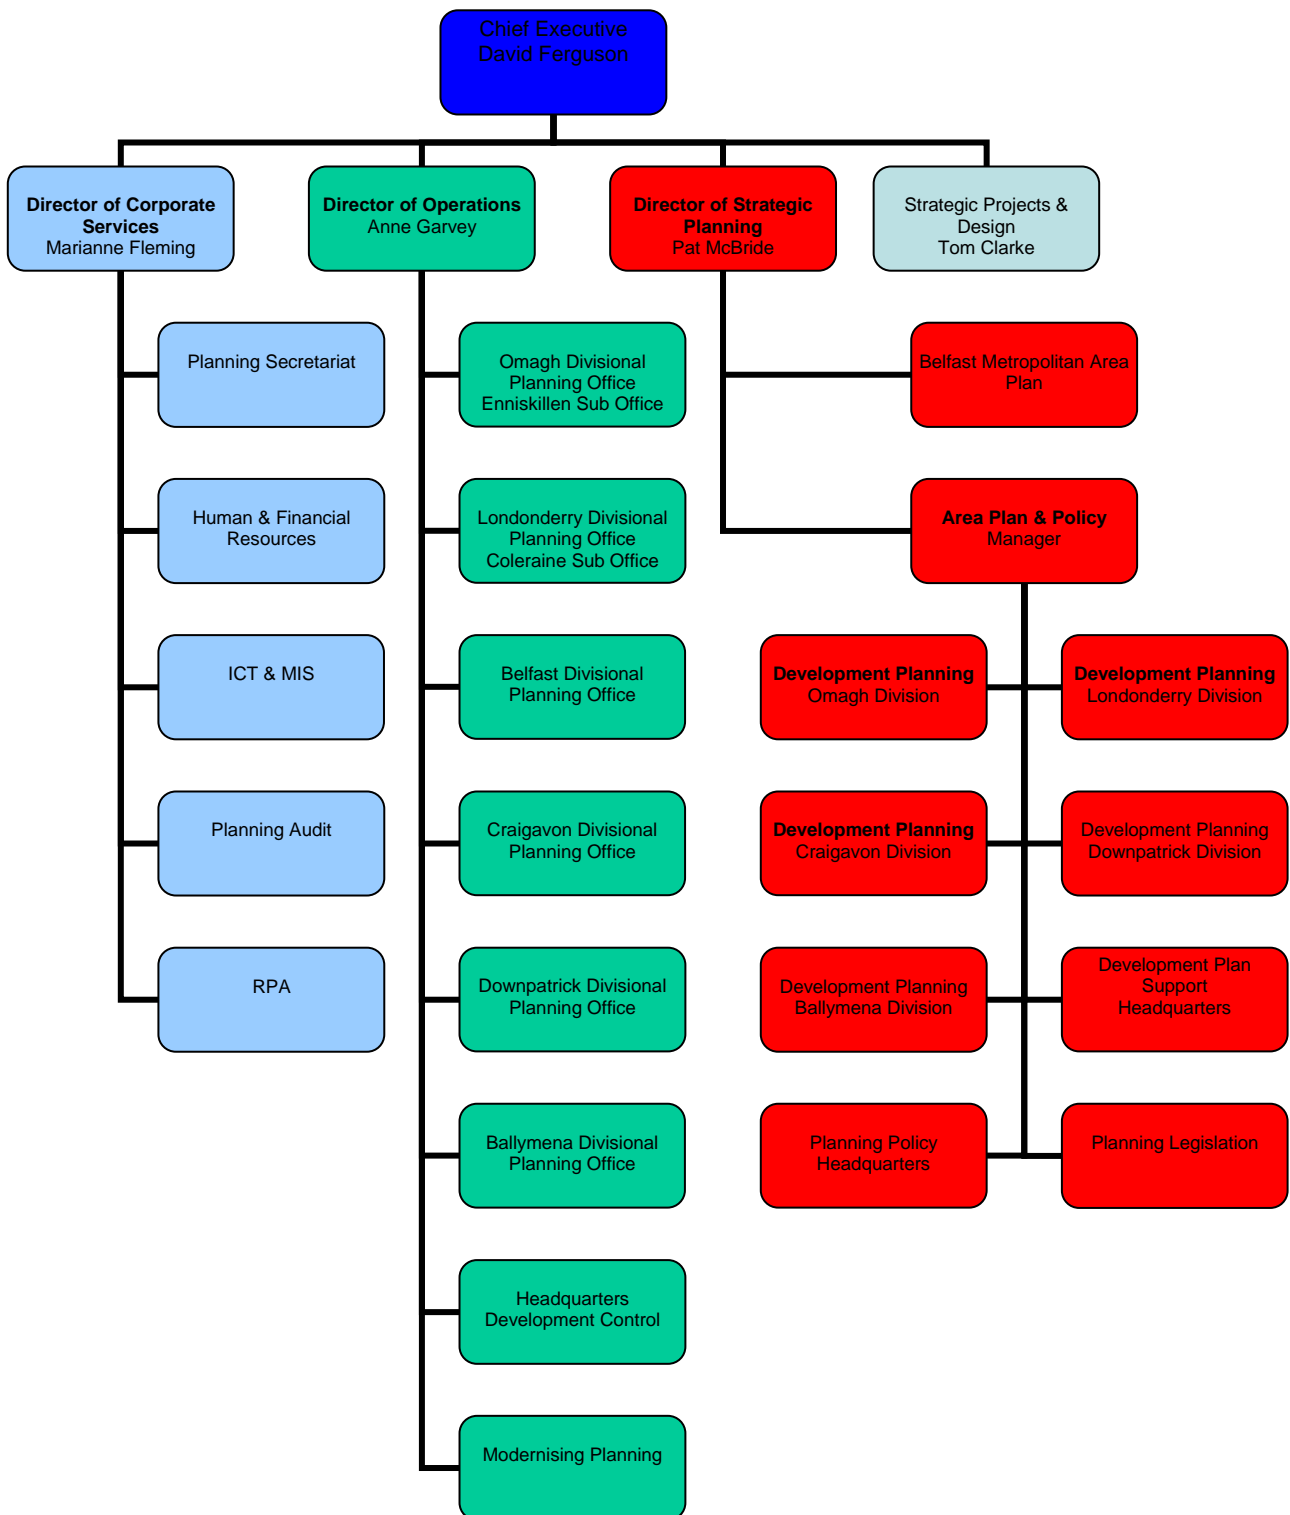 Chief Executive
David Ferguson
Director of Corporate
Services
Marianne Fleming
Director of Operations
Anne Garvey
Director of Strategic
Planning
Pat McBride
Strategic Projects &
Design
Tom Clarke
Planning Secretariat
Omagh Divisional
Planning Office
Enniskillen Sub Office
Belfast Metropolitan Area
Plan
Human & Financial
Resources
Londonderry Divisional
Planning Office
Coleraine Sub Office
Area Plan & Policy
Manager
ICT & MIS
Belfast Divisional
Planning Office
Development Planning
Omagh Division
Development Planning
Londonderry Division
Planning Audit
Craigavon Divisional
Planning Office
Development Planning
Craigavon Division
Development Planning
Downpatrick Division
RPA
Downpatrick Divisional
Planning Office
Development Planning
Ballymena Division
Development Plan
Support
Headquarters
Ballymena Divisional
Planning Office
Planning Policy
Headquarters
Planning Legislation
Headquarters
Development Control
Modernising Planning